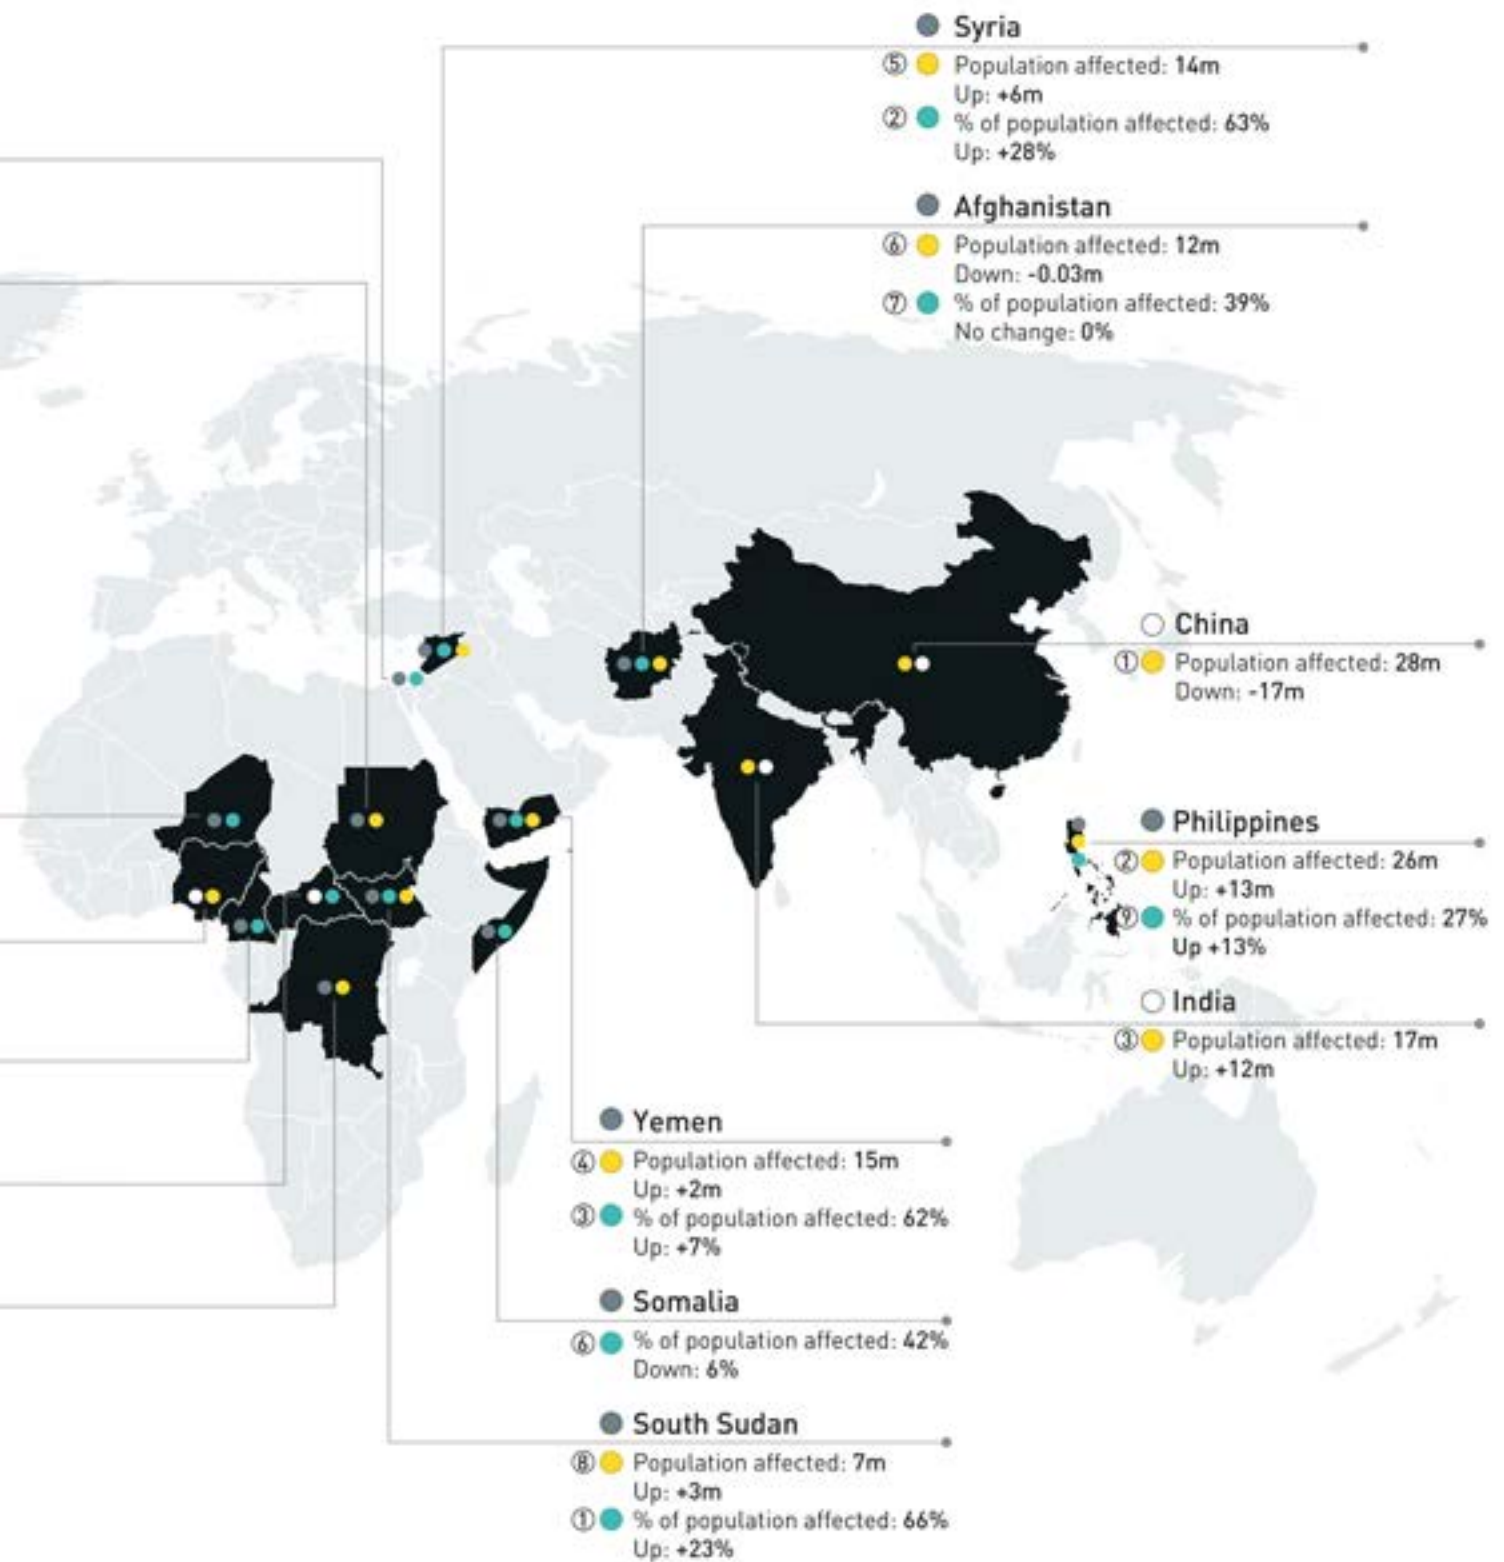 Syria
⑤ Population affected: 14m
Up: +6m
② % of population affected: 63%
Up: +28%
Afghanistan
⑥ Population affected: 12m
Down: -0.03m
⑦ % of population affected: 39%
No change: 0%
China
① Population affected: 28m
Down: -17m
Philippines
② Population affected: 26m
Up: +13m
⑨ % of population affected: 27%
Up +13%
India
③ Population affected: 17m
Up: +12m
Yemen
④ Population affected: 15m
Up: +2m
③ % of population affected: 62%
Up: +7%
Somalia
⑥ % of population affected: 42%
Down: 6%
South Sudan
⑧ Population affected: 7m
Up: +3m
① % of population affected: 66%
Up: +23%